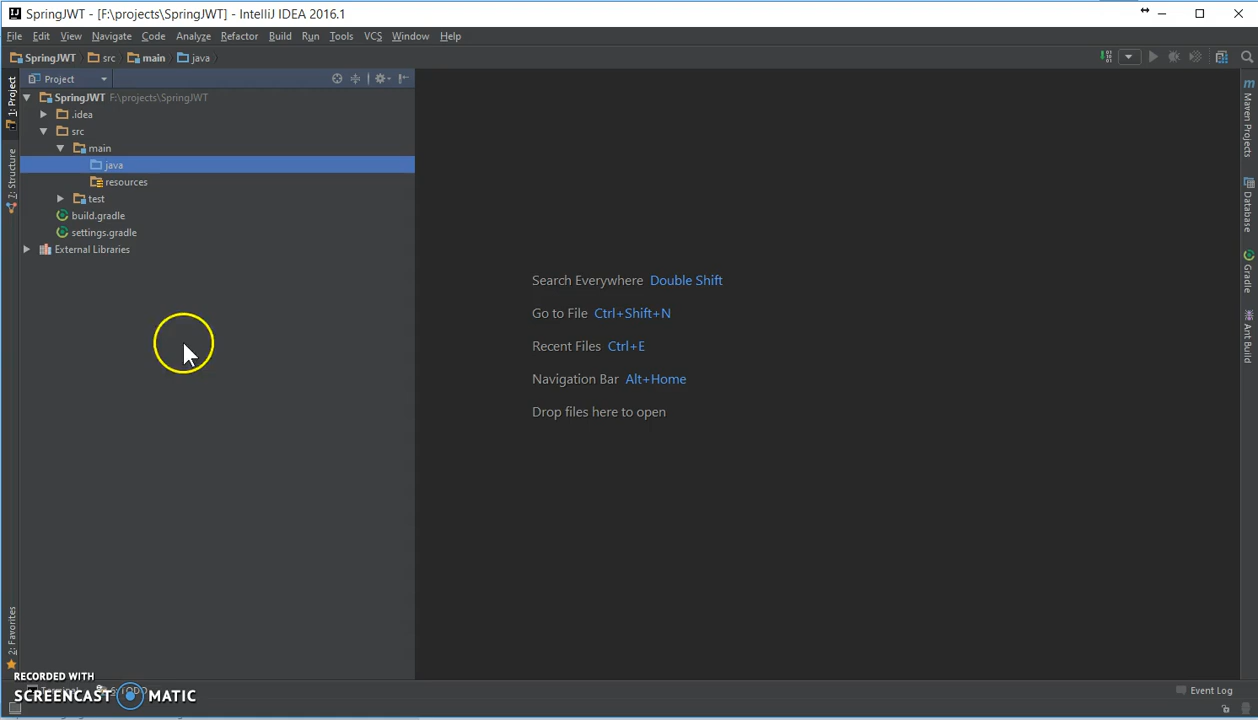 SpringJWT - [F:\projects\SpringJWT] - IntelliJ IDEA 2016.1
File Edit View Navigate Code Analyze Refactor Build Run Tools VCS Window Help
SpringJWT src main java
Project
SpringJWT F:\projects\SpringJWT
.idea
src
main
java
resources
test
build.gradle
settings.gradle
External Libraries
1: Project
7: Structure
2: Favorites
Search Everywhere Double Shift
Go to File Ctrl+Shift+N
Recent Files Ctrl+E
Navigation Bar Alt+Home
Drop files here to open
Maven Projects
Database
Gradle
Ant Build
RECORDED WITH
SCREENCAST MATIC
Event Log